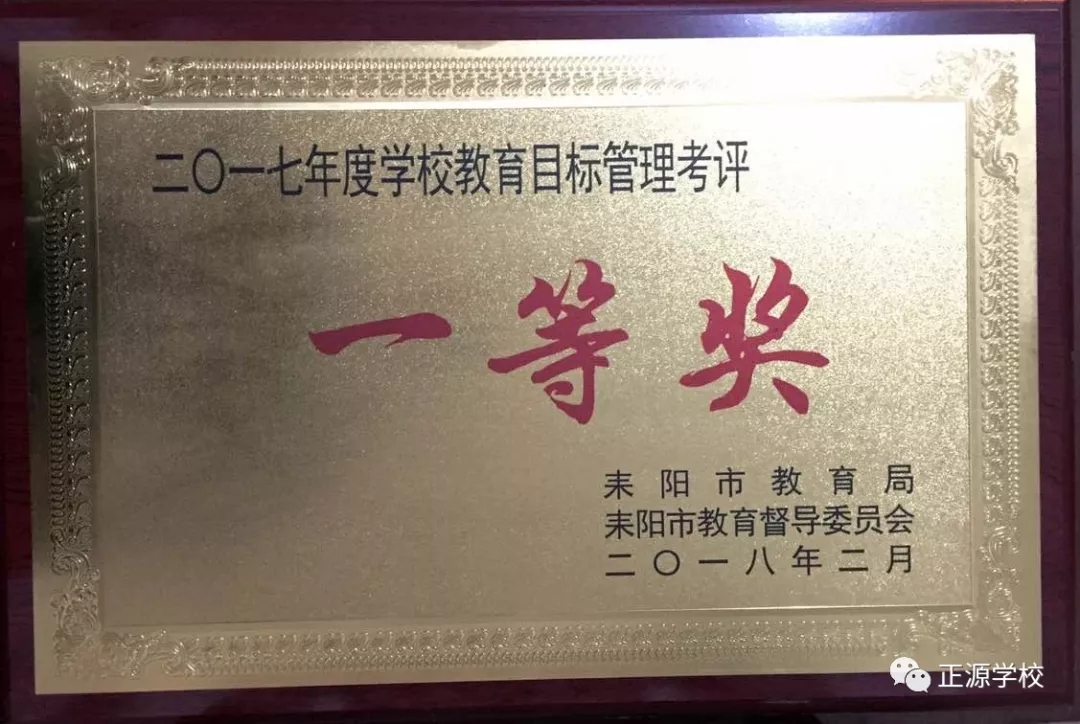 二〇一七年度学校教育目标管理考评
一等奖
耒阳市教育局
耒阳市教育督导委员会
二〇一八年二月
正源学校